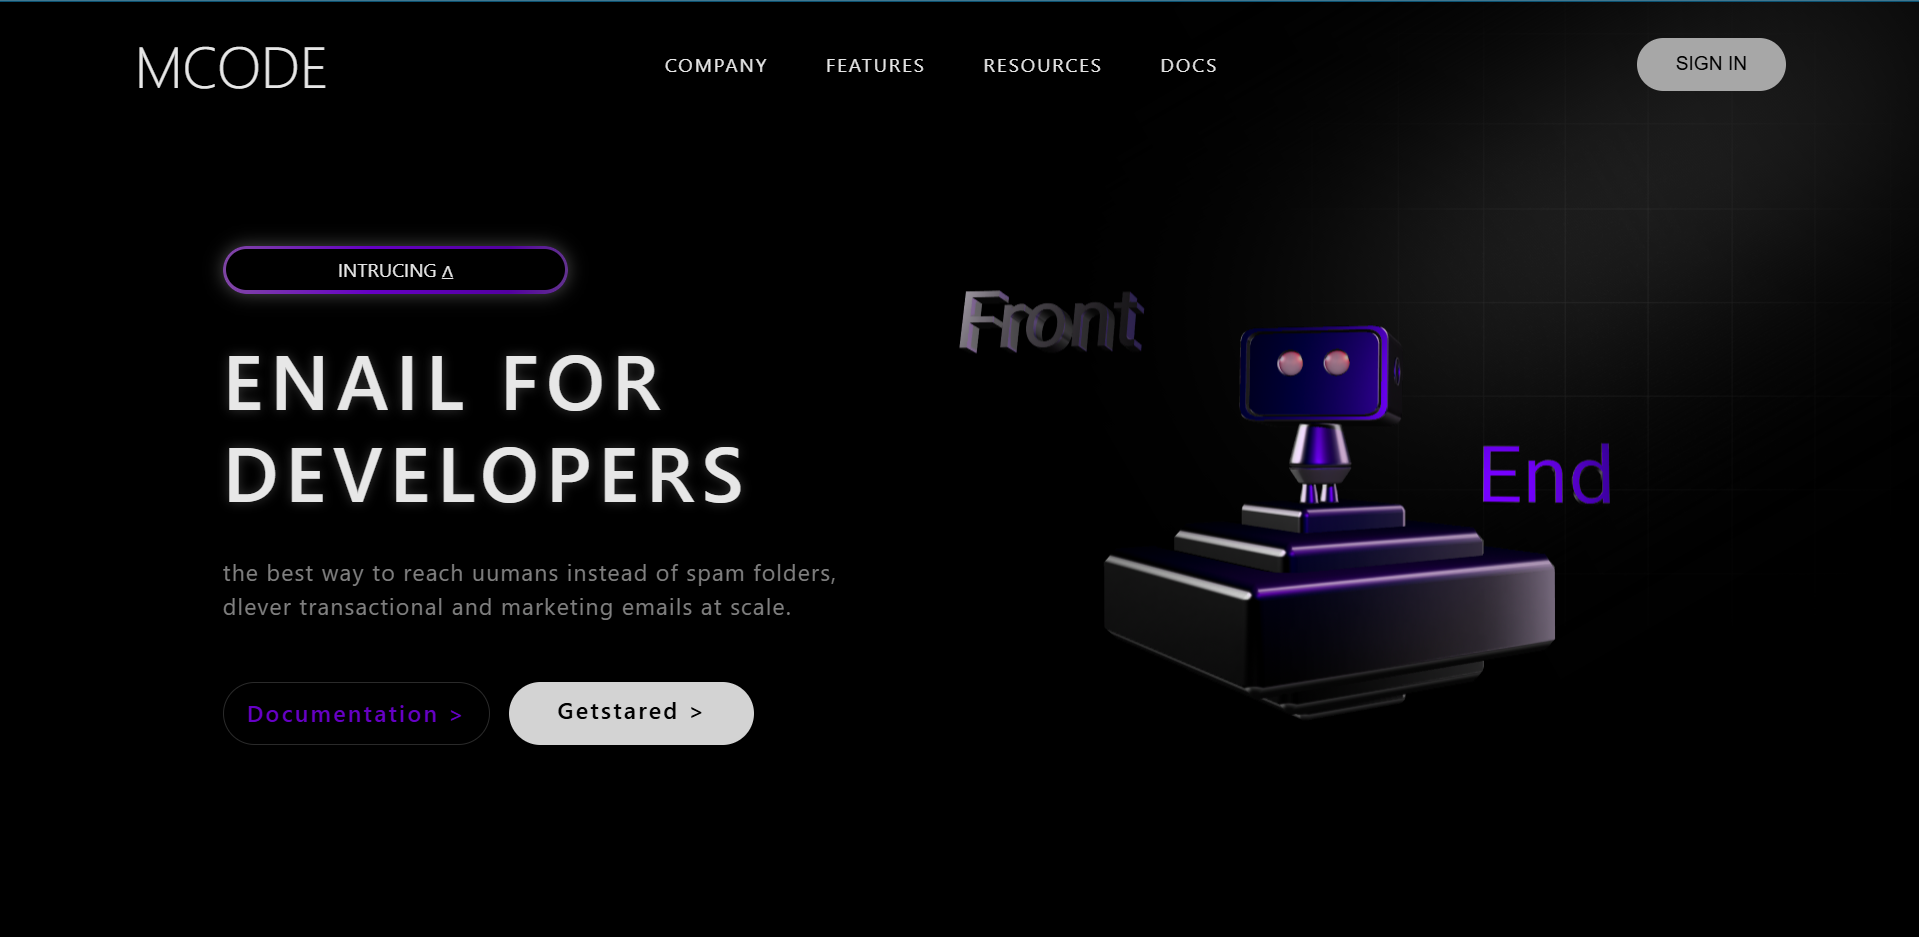 MCODE
COMPANY FEATURES RESOURCES DOCS
SIGN IN
INTRUCING Δ
ENAIL FOR
DEVELOPERS
the best way to reach uumans instead of spam folders,
dlever transactional and marketing emails at scale.
Documentation >
Getstared >
Front
End